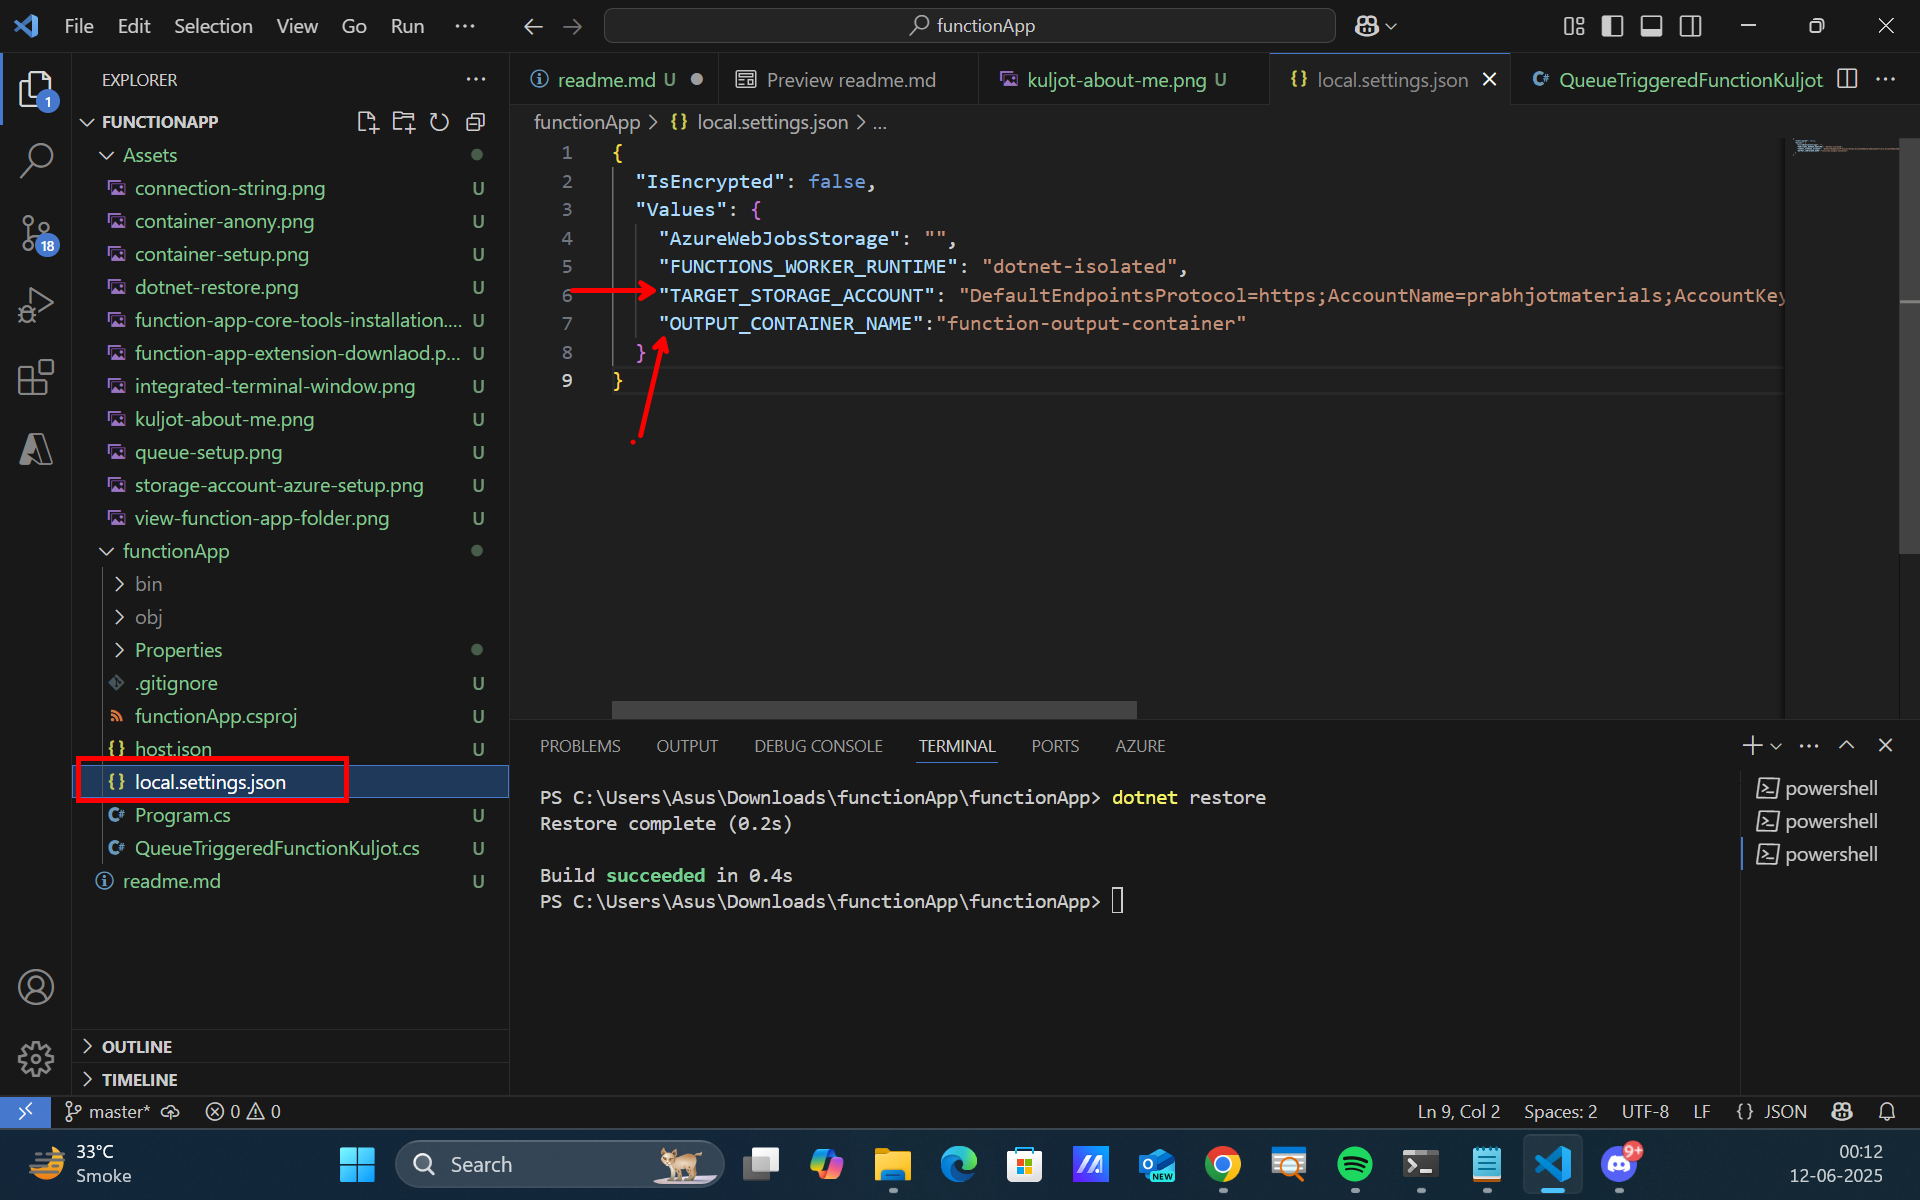 File Edit Selection View Go Run ···
functionApp
EXPLORER ···
readme.md U
Preview readme.md
kuljot-about-me.png U
{} local.settings.json
C# QueueTriggeredFunctionKuljot ···
functionApp > {} local.settings.json > ...
1
FUNCTIONAPP
Assets
connection-string.png U
container-anony.png U
18
container-setup.png U
dotnet-restore.png U
function-app-core-tools-installation.... U
function-app-extension-downlaod.p... U
integrated-terminal-window.png U
kuljot-about-me.png U
queue-setup.png U
storage-account-azure-setup.png U
view-function-app-folder.png U
functionApp
bin
obj
Properties
.gitignore U
functionApp.csproj U
{} host.json U
{} local.settings.json
C# Program.cs U
C# QueueTriggeredFunctionKuljot.cs U
readme.md U
OUTLINE
TIMELINE
1 {
2 "IsEncrypted": false,
3 "Values": {
4 "AzureWebJobsStorage": "",
5 "FUNCTIONS_WORKER_RUNTIME": "dotnet-isolated",
6 "TARGET_STORAGE_ACCOUNT": "DefaultEndpointsProtocol=https;AccountName=prabhjotmaterials;AccountKey
7 "OUTPUT_CONTAINER_NAME":"function-output-container"
8 }
9 }
PROBLEMS OUTPUT DEBUG CONSOLE TERMINAL PORTS AZURE
PS C:\Users\Asus\Downloads\functionApp\functionApp> dotnet restore
Restore complete (0.2s)
Build succeeded in 0.4s
PS C:\Users\Asus\Downloads\functionApp\functionApp>
powershell
powershell
powershell
master* 0 0
Ln 9, Col 2 Spaces: 2 UTF-8 LF {} JSON
33°C
Smoke
Search
NEW
9+
00:12
12-06-2025